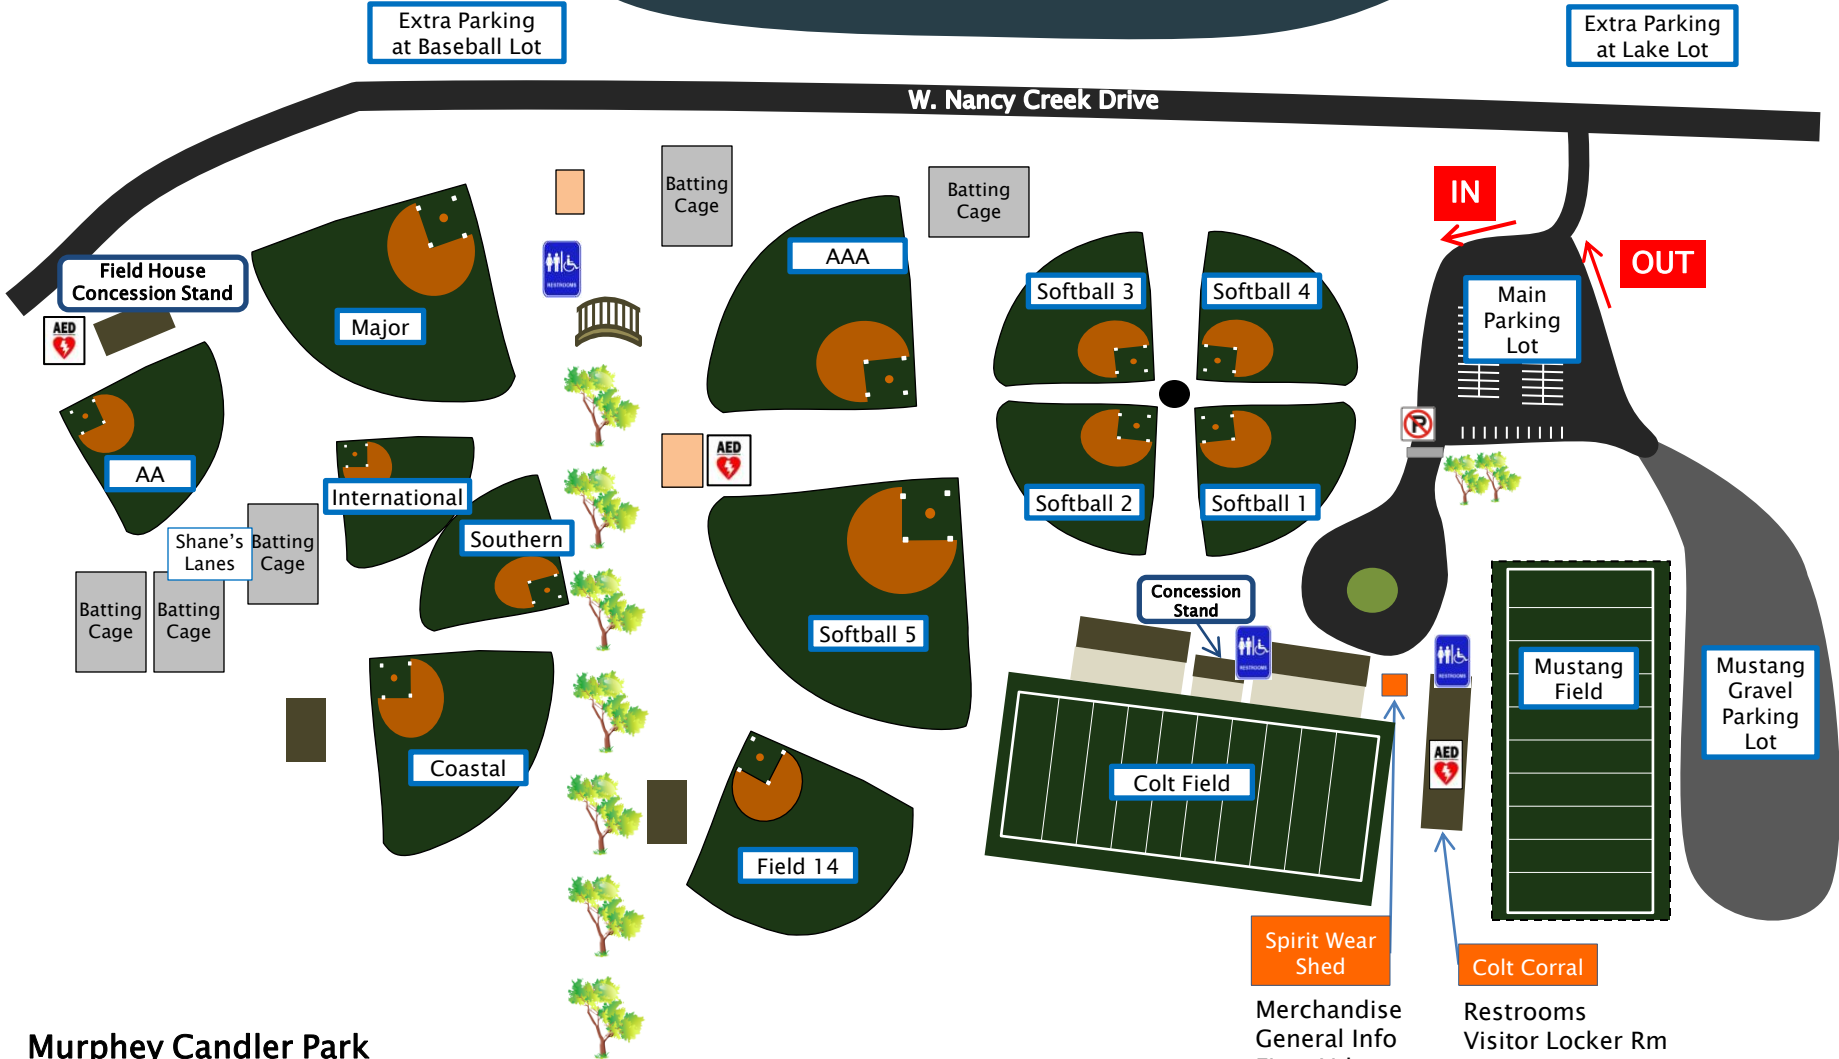 Extra Parking
at Baseball Lot
Extra Parking
at Lake Lot
W. Nancy Creek Drive
IN
OUT
Batting
Cage
Batting
Cage
Field House
Concession Stand
RESTROOMS
AAA
Softball 3
Softball 4
Main
Parking
Lot
Major
AED
AA
International
AED
P
Softball 2
Softball 1
Southern
Shane's
Lanes
Batting
Cage
Batting
Cage
Batting
Cage
Softball 5
Concession
Stand
RESTROOMS
RESTROOMS
Mustang
Field
Mustang
Gravel
Parking
Lot
Coastal
Colt Field
AED
Field 14
Spirit Wear
Shed
Colt Corral
Merchandise
General Info
Restrooms
Visitor Locker Rm
Murphey Candler Park